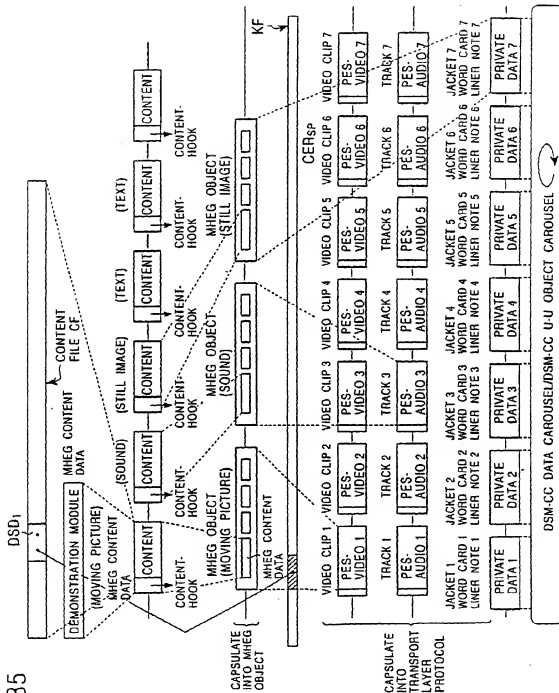 35
DSD1
CONTENT
FILE CF
DEMONSTRATION MODULE
MHEG CONTENT
DATA
(MOVING PICTURE)
MHEG CONTENT
DATA
(SOUND)
(STILL IMAGE)
(TEXT)
(TEXT)
CONTENT
CONTENT
CONTENT
CONTENT
CONTENT
CONTENT
CONTENT-
HOOK
CONTENT-
HOOK
CONTENT-
HOOK
CONTENT-
HOOK
CONTENT-
HOOK
CONTENT-
HOOK
CAPSULATE
INTO MHEG
OBJECT
MHEG OBJECT
(MOVING PICTURE)
MHEG OBJECT
(SOUND)
MHEG OBJECT
(STILL IMAGE)
MHEG CONTENT
DATA
KF
CERSP
CAPSULATE
INTO
TRANSPORT
LAYER
PROTOCOL
VIDEO CLIP 1
VIDEO CLIP 2
VIDEO CLIP 3
VIDEO CLIP 4
VIDEO CLIP 5
VIDEO CLIP 6
VIDEO CLIP 7
PES-
VIDEO 1
PES-
VIDEO 2
PES-
VIDEO 3
PES-
VIDEO 4
PES-
VIDEO 5
PES-
VIDEO 6
PES-
VIDEO 7
TRACK 1
TRACK 2
TRACK 3
TRACK 4
TRACK 5
TRACK 6
TRACK 7
PES-
AUDIO 1
PES-
AUDIO 2
PES-
AUDIO 3
PES-
AUDIO 4
PES-
AUDIO 5
PES-
AUDIO 6
PES-
AUDIO 7
JACKET 1
WORD CARD 1
LINER NOTE 1
JACKET 2
WORD CARD 2
LINER NOTE 2
JACKET 3
WORD CARD 3
LINER NOTE 3
JACKET 4
WORD CARD 4
LINER NOTE 4
JACKET 5
WORD CARD 5
LINER NOTE 5
JACKET 6
WORD CARD 6
LINER NOTE 6
JACKET 7
WORD CARD 7
LINER NOTE 7
PRIVATE
DATA 1
PRIVATE
DATA 2
PRIVATE
DATA 3
PRIVATE
DATA 4
PRIVATE
DATA 5
PRIVATE
DATA 6
PRIVATE
DATA 7
DSM-CC DATA CAROUSEL/DSM-CC U-U OBJECT CAROUSEL